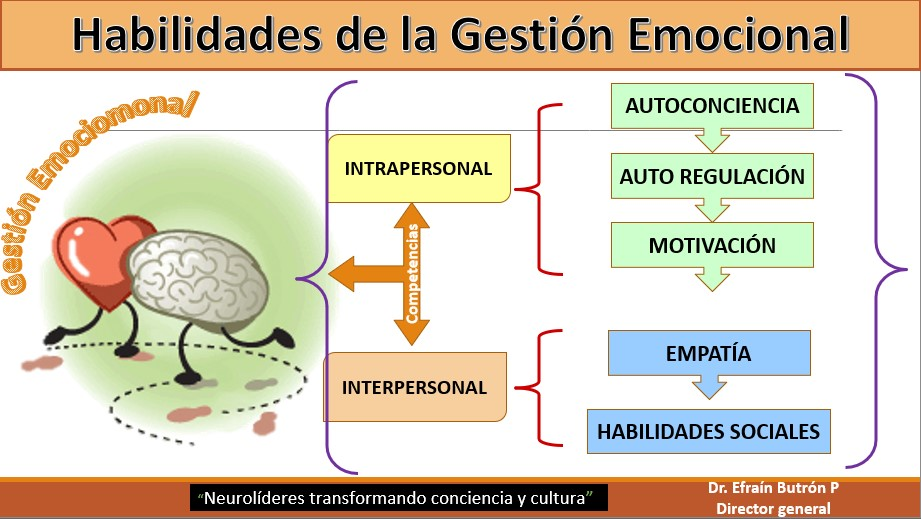 Habilidades de la Gestión Emocional
Gestión Emociomonal
INTRAPERSONAL
Competencias
INTERPERSONAL
AUTOCONCIENCIA
AUTO REGULACIÓN
MOTIVACIÓN
EMPATÍA
HABILIDADES SOCIALES
“Neurolíderes transformando conciencia y cultura”
Dr. Efraín Butrón P
Director general